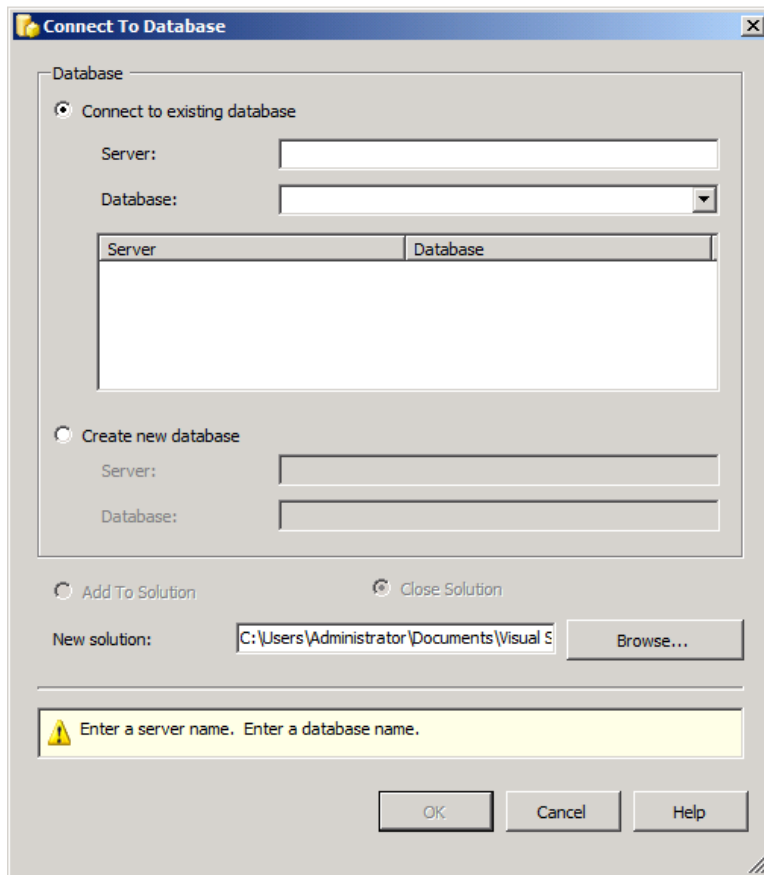 Connect To Database
Database
Connect to existing database
Server:
Database:
Server Database
Create new database
Server:
Database:
Add To Solution Close Solution
New solution: C:\Users\Administrator\Documents\Visual S Browse...
Enter a server name. Enter a database name.
OK Cancel Help